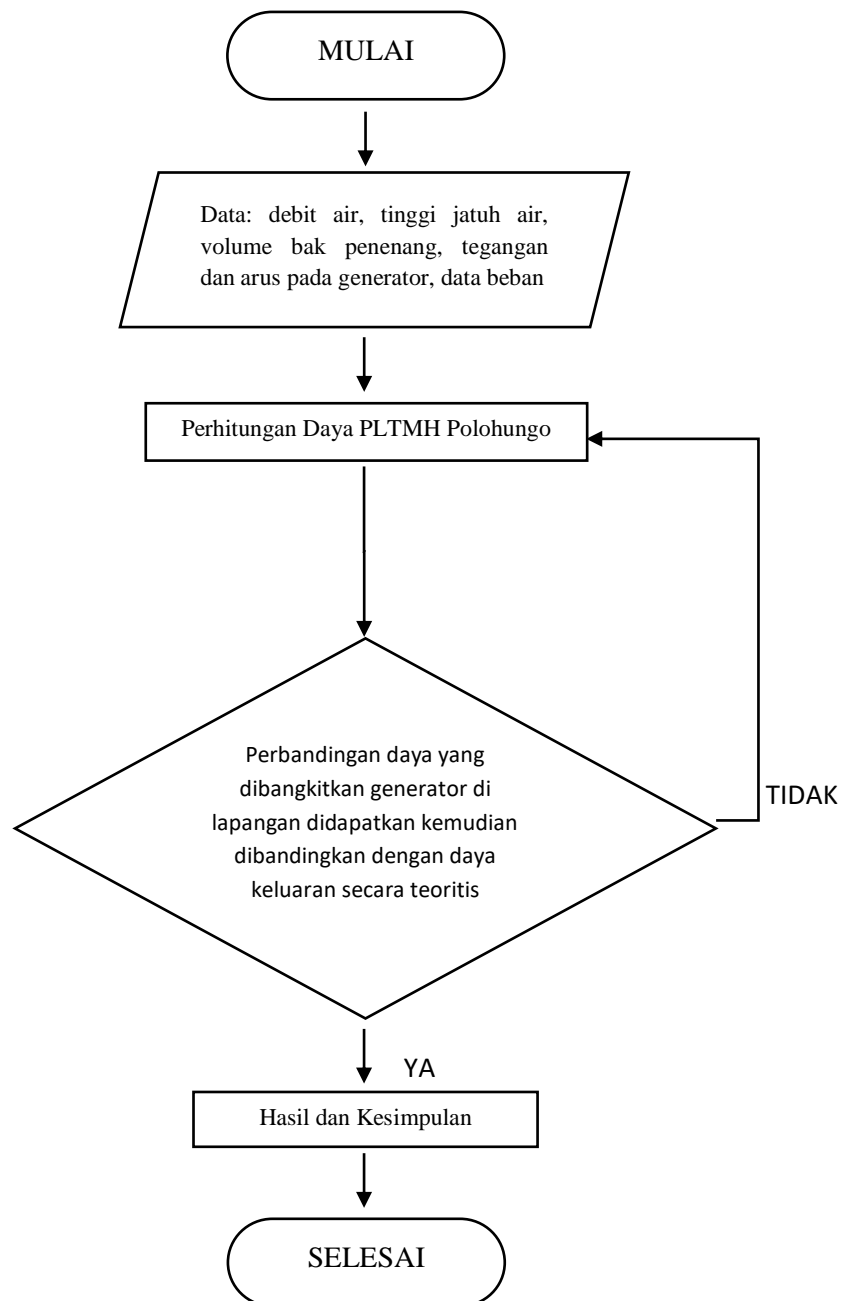 MULAI
Data: debit air, tinggi jatuh air,
volume bak penenang, tegangan
dan arus pada generator, data beban
Perhitungan Daya PLTMH Polohungo
Perbandingan daya yang
dibangkitkan generator di
lapangan didapatkan kemudian
dibandingkan dengan daya
keluaran secara teoritis
TIDAK
YA
Hasil dan Kesimpulan
SELESAI